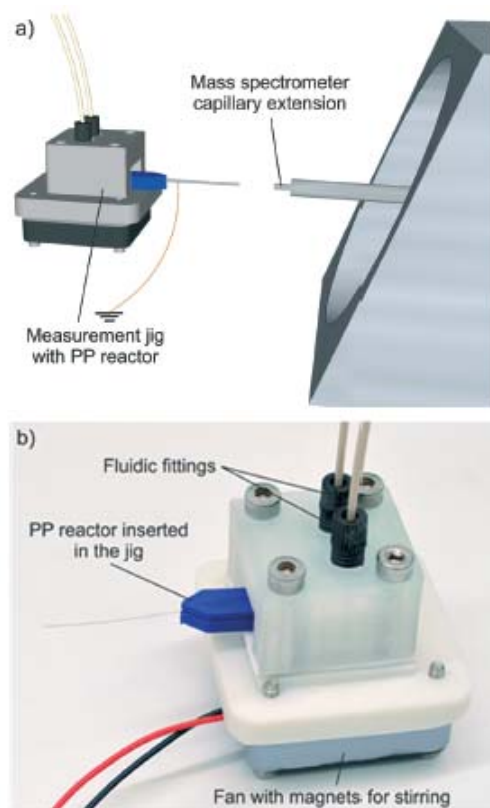 a)
Mass spectrometer
capillary extension
Measurement jig
with PP reactor
b)
Fluidic fittings
PP reactor inserted
in the jig
Fan with magnets for stirring